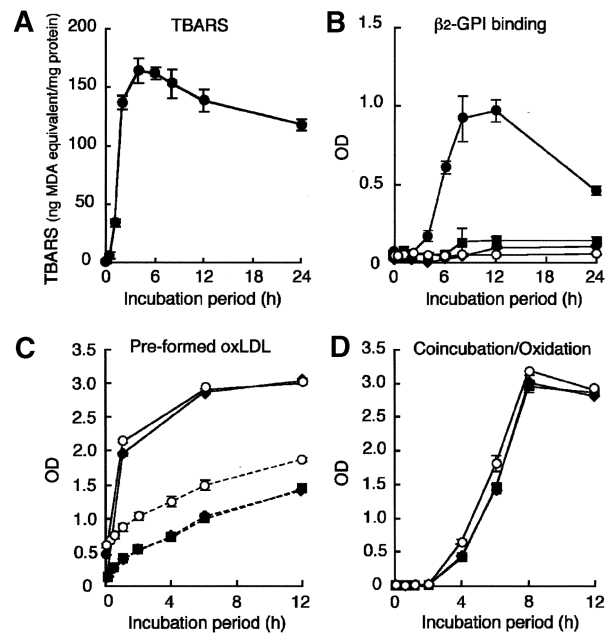 A
TBARS
TBARS (ng MDA equivalent/mg protein)
200
150
100
50
0
0 6 12 18 24
Incubation period (h)
B
β2-GPI binding
OD
1.5
1.0
0.5
0
0 6 12 18 24
Incubation period (h)
C
Pre-formed oxLDL
OD
3.5
3.0
2.5
2.0
1.5
1.0
0.5
0
0 4 8 12
Incubation period (h)
D
Coincubation/Oxidation
OD
3.5
3.0
2.5
2.0
1.5
1.0
0.5
0
0 4 8 12
Incubation period (h)